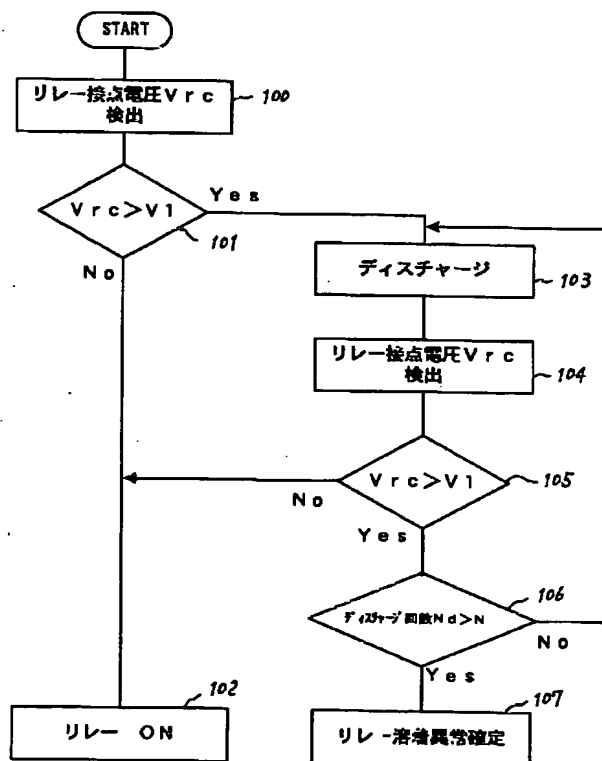 START
リレー接点電圧Vrc
検出
100
Vrc>V1
Yes
101
No
ディスチャージ
103
リレー接点電圧Vrc
検出
104
Vrc>V1
105
No
Yes
ディスチャージ回数Nd>N
106
No
Yes
リレー ON
102
リレー溶着異常確定
107